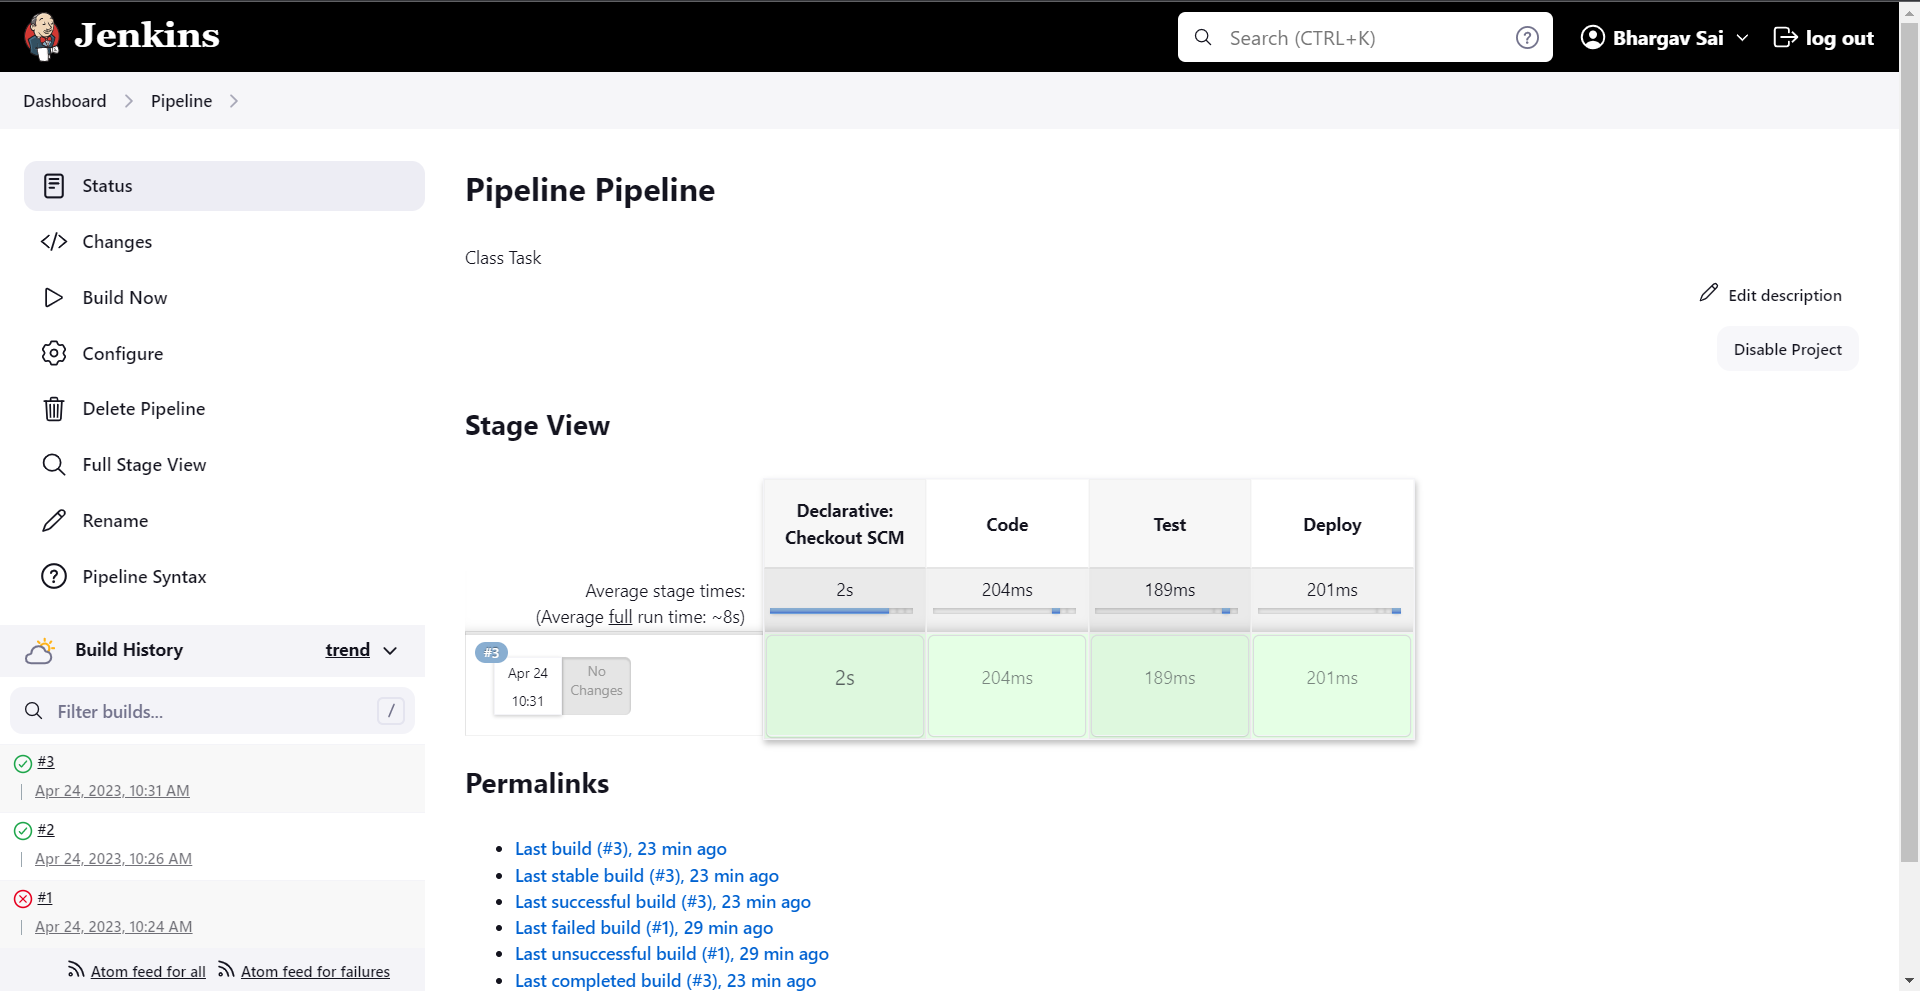 Jenkins
Search (CTRL+K)
?
Bhargav Sai
log out
Dashboard
Pipeline
Status
Changes
Build Now
Configure
Delete Pipeline
Full Stage View
Rename
? Pipeline Syntax
Build History
trend
Filter builds...
/
#3
Apr 24, 2023, 10:31 AM
#2
Apr 24, 2023, 10:26 AM
#1
Apr 24, 2023, 10:24 AM
Atom feed for all
Atom feed for failures
Pipeline Pipeline
Class Task
Edit description
Disable Project
Stage View
Declarative:
Checkout SCM
Code
Test
Deploy
Average stage times:
(Average full run time: ~8s)
2s
204ms
189ms
201ms
#3
Apr 24
10:31
No
Changes
2s
204ms
189ms
201ms
Permalinks
Last build (#3), 23 min ago
Last stable build (#3), 23 min ago
Last successful build (#3), 23 min ago
Last failed build (#1), 29 min ago
Last unsuccessful build (#1), 29 min ago
Last completed build (#3), 23 min ago